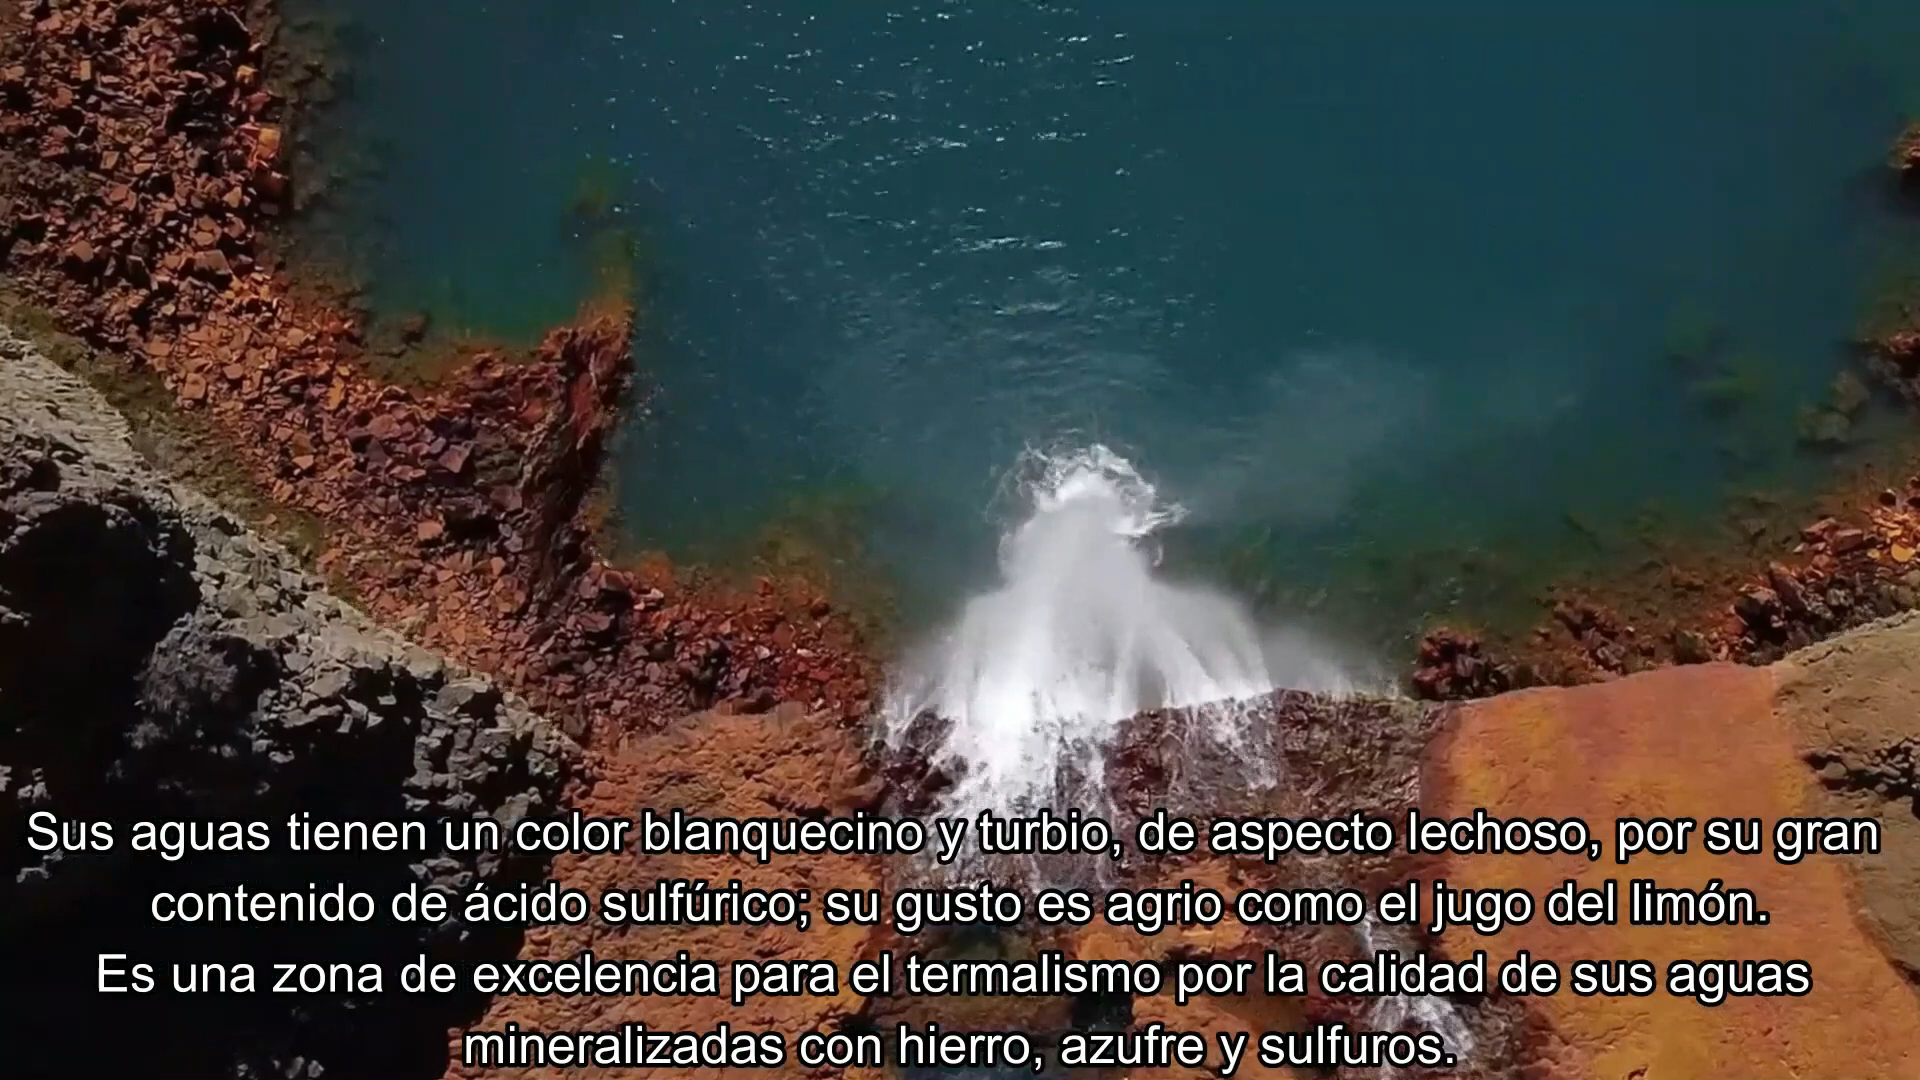 Sus aguas tienen un color blanquecino y turbio, de aspecto lechoso, por su gran
contenido de ácido sulfúrico; su gusto es agrio como el jugo del limón.
Es una zona de excelencia para el termalismo por la calidad de sus aguas
mineralizadas con hierro, azufre y sulfuros.